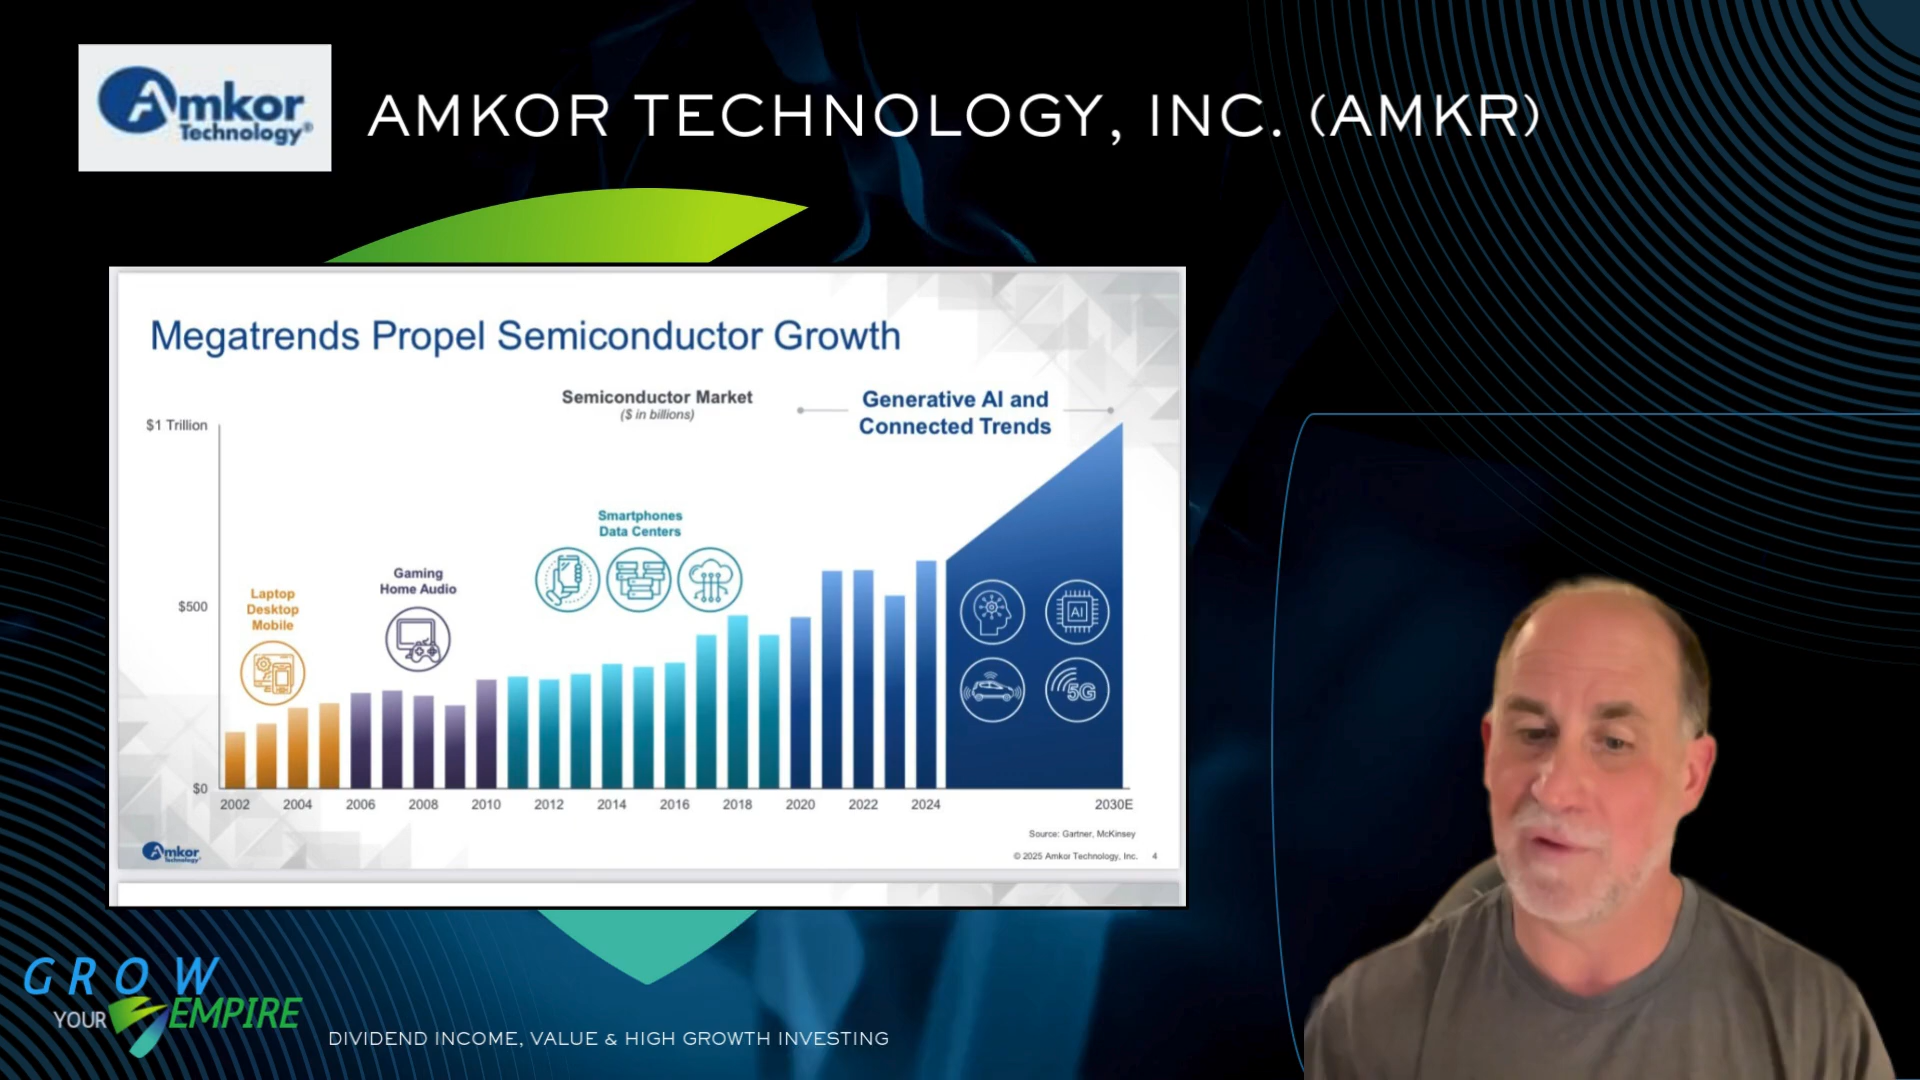 Amkor
Technology®
AMKOR TECHNOLOGY, INC. (AMKR)
Megatrends Propel Semiconductor Growth
Semiconductor Market
($ in billions)
Generative AI and
Connected Trends
$1 Trillion
$500
$0
Laptop
Desktop
Mobile
Gaming
Home Audio
Smartphones
Data Centers
AI
5G
2002 2004 2006 2008 2010 2012 2014 2016 2018 2020 2022 2024 2030E
Source: Gartner, McKinsey
Amkor
Technology®
© 2025 Amkor Technology, Inc. 4
GROW
YOUR EMPIRE
DIVIDEND INCOME, VALUE & HIGH GROWTH INVESTING